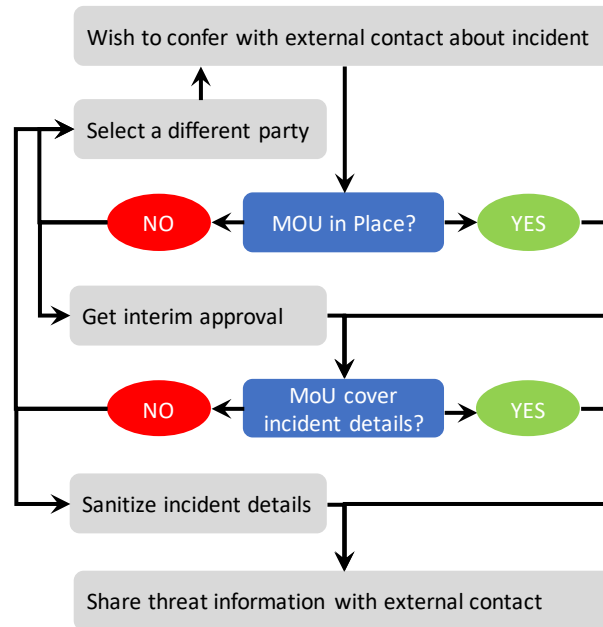 Wish to confer with external contact about incident
Select a different party
NO
MOU in Place?
YES
Get interim approval
NO
MoU cover
incident details?
YES
Sanitize incident details
Share threat information with external contact